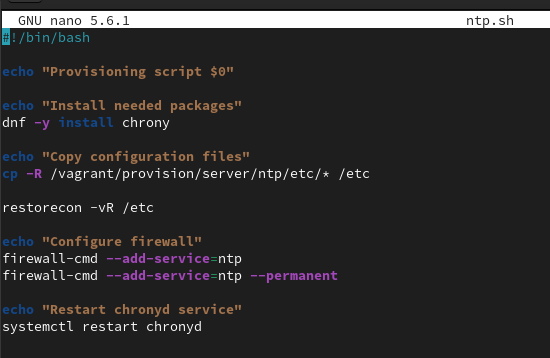 GNU nano 5.6.1 ntp.sh
#!/bin/bash
echo "Provisioning script $0"
echo "Install needed packages"
dnf -y install chrony
echo "Copy configuration files"
cp -R /vagrant/provision/server/ntp/etc/* /etc
restorecon -vR /etc
echo "Configure firewall"
firewall-cmd --add-service=ntp
firewall-cmd --add-service=ntp --permanent
echo "Restart chronyd service"
systemctl restart chronyd